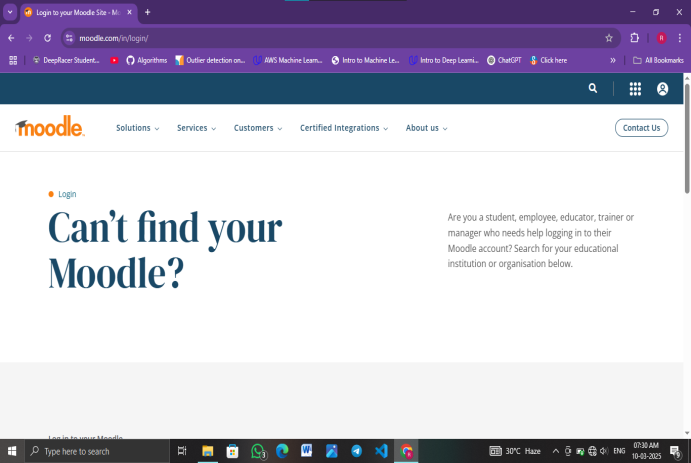 Login to your Moodle Site - Mo
moodle.com/in/login/
DeepRacer Student...
Algorithms
Outlier detection on...
AWS Machine Learn...
Intro to Machine Le...
Intro to Deep Learni...
ChatGPT
Click here
»
All Bookmarks
moodle
Solutions
Services
Customers
Certified Integrations
About us
Contact Us
Login
Can't find your
Moodle?
Are you a student, employee, educator, trainer or
manager who needs help logging in to their
Moodle account? Search for your educational
institution or organisation below.
Log in to your Moodle
Type here to search
30°C Haze
ENG
07:30 AM
10-03-2025